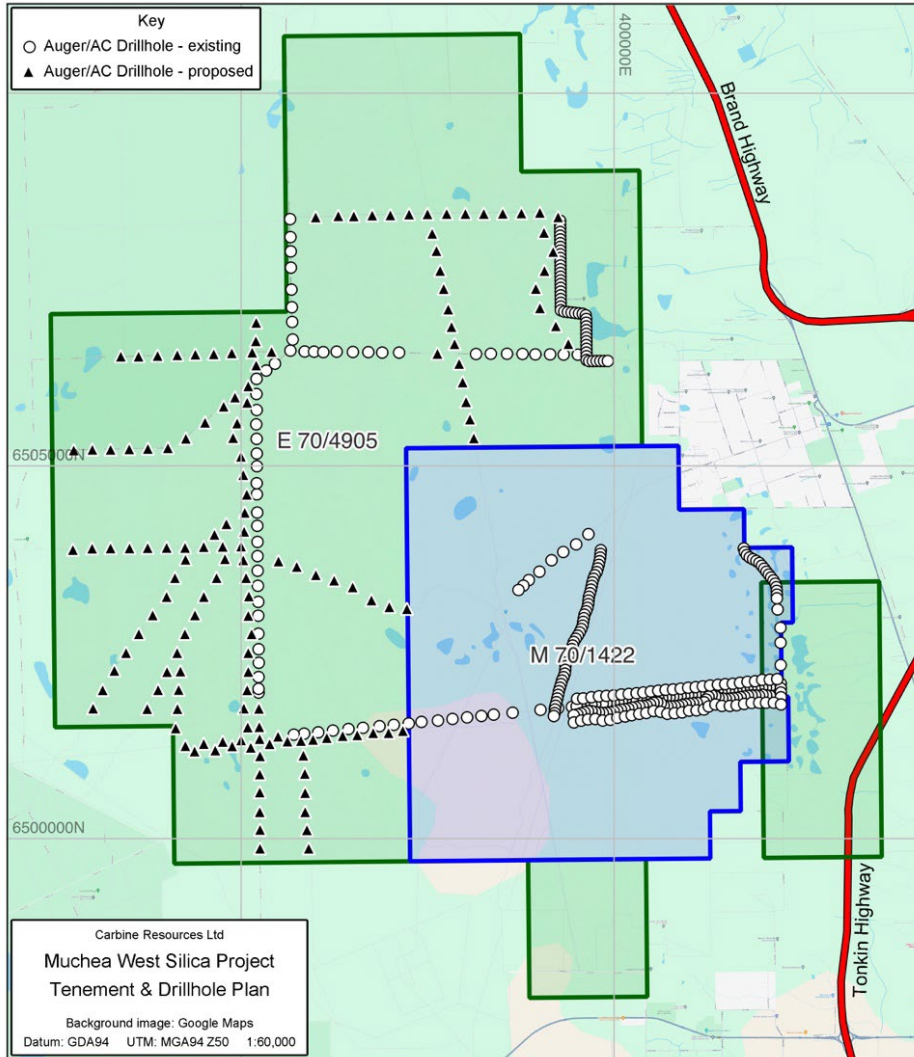 Key
Auger/AC Drillhole - existing
Auger/AC Drillhole - proposed
400000E
Brand Highway
E 70/4905
6505000N
M 70/1422
6500000N
Tonkin Highway
Carbine Resources Ltd
Muchea West Silica Project
Tenement & Drillhole Plan
Background image: Google Maps
Datum: GDA94 UTM: MGA94 Z50 1:60,000